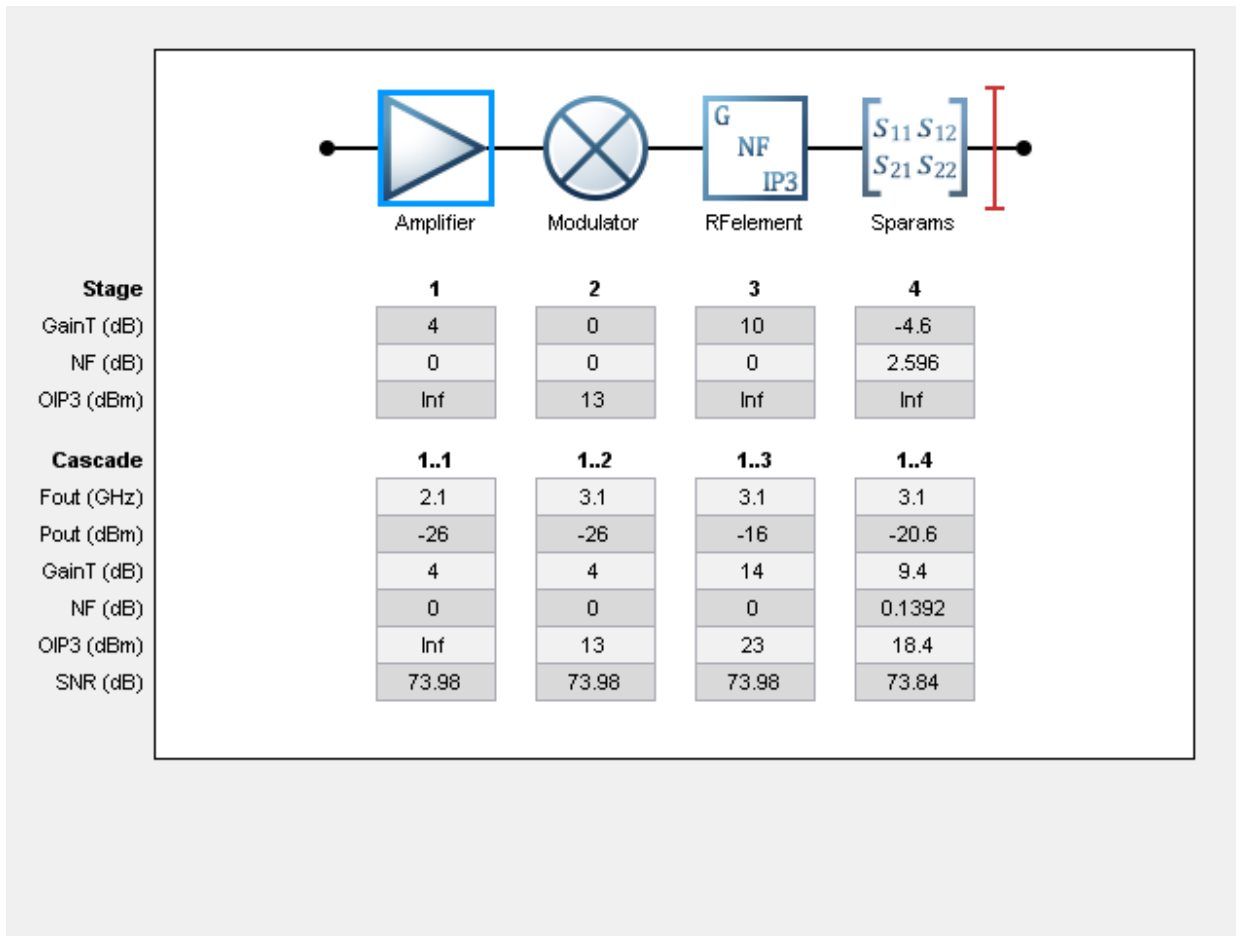 G
NF
IP3
S11 S12
S21 S22
Amplifier Modulator RFelement Sparams
Stage 1 2 3 4
GainT (dB) 4 0 10 -4.6
NF (dB) 0 0 0 2.596
OIP3 (dBm) Inf 13 Inf Inf
Cascade 1..1 1..2 1..3 1..4
Fout (GHz) 2.1 3.1 3.1 3.1
Pout (dBm) -26 -26 -16 -20.6
GainT (dB) 4 4 14 9.4
NF (dB) 0 0 0 0.1392
OIP3 (dBm) Inf 13 23 18.4
SNR (dB) 73.98 73.98 73.98 73.84